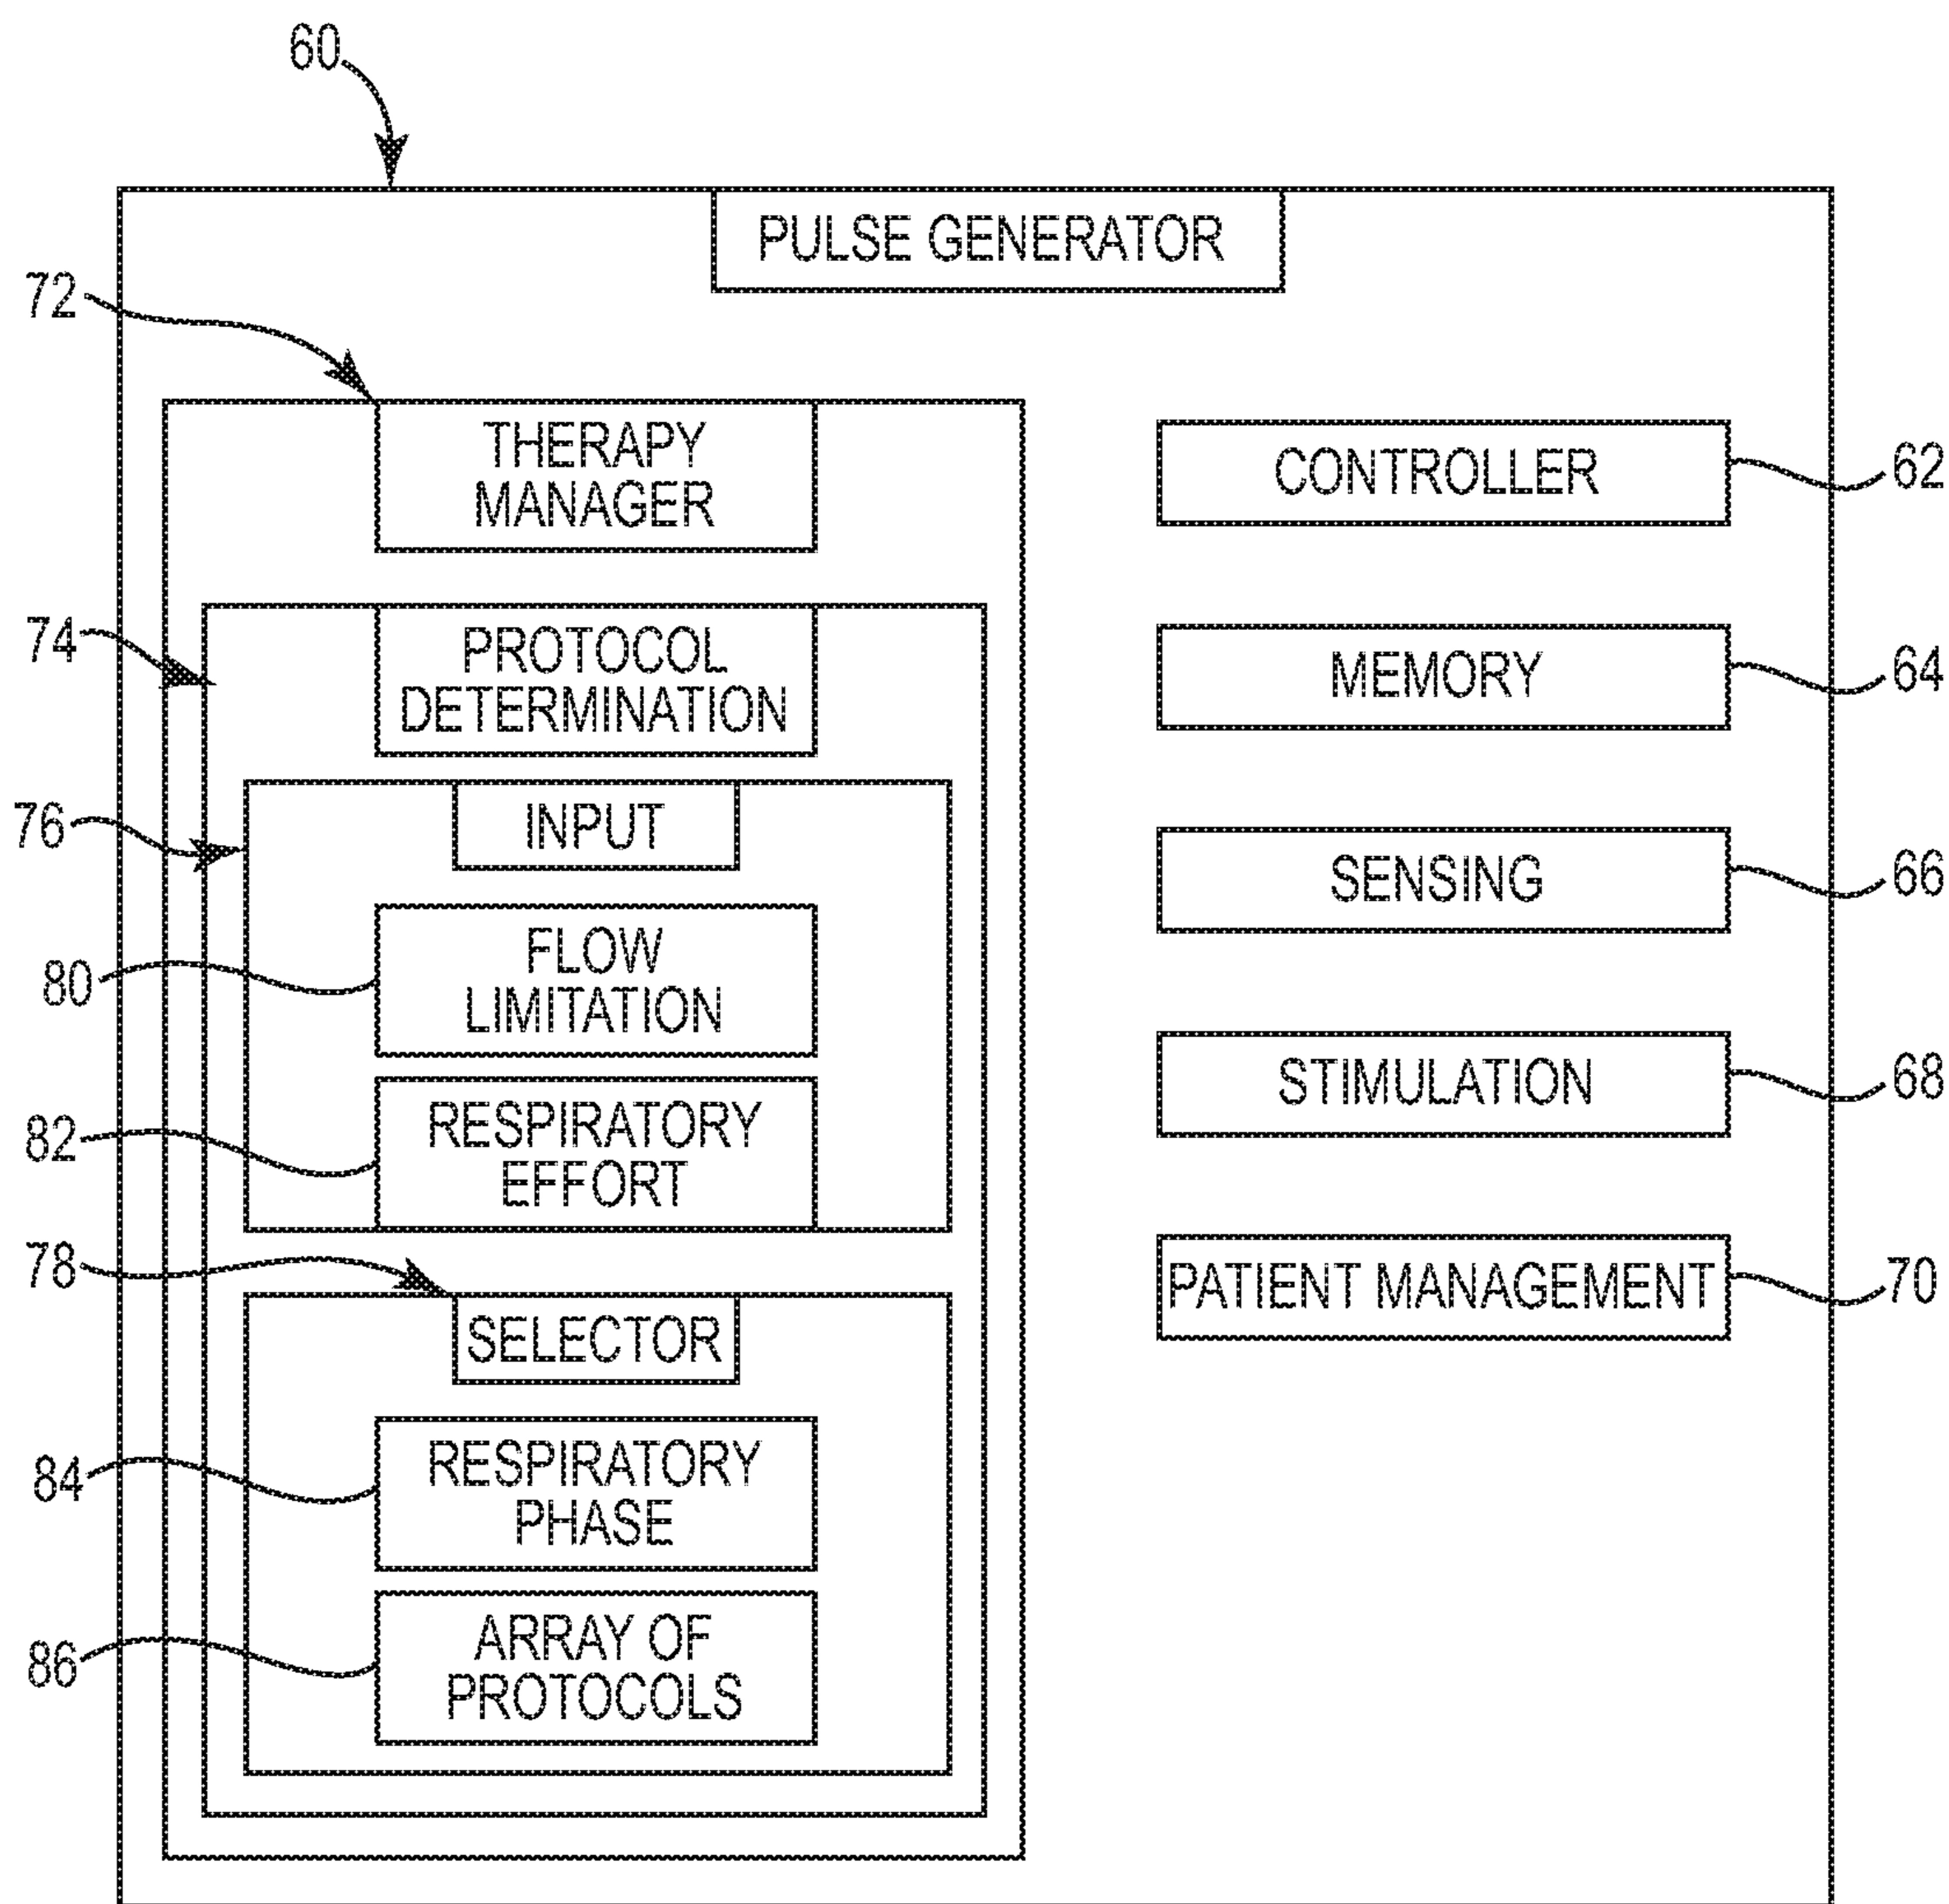 60
PULSE GENERATOR
72
THERAPY
MANAGER
CONTROLLER
62
74
PROTOCOL
DETERMINATION
MEMORY
64
76
INPUT
SENSING
66
80
FLOW
LIMITATION
STIMULATION
68
82
RESPIRATORY
EFFORT
78
SELECTOR
PATIENT MANAGEMENT
70
84
RESPIRATORY
PHASE
86
ARRAY OF
PROTOCOLS